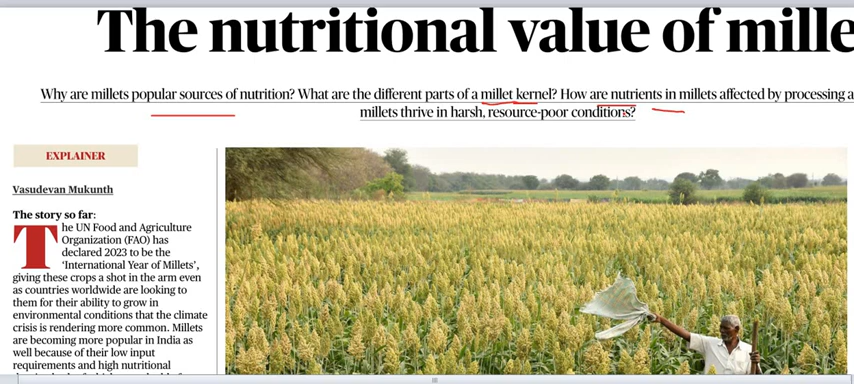 The nutritional value of mille
Why are millets popular sources of nutrition? What are the different parts of a millet kernel? How are nutrients in millets affected by processing a
millets thrive in harsh, resource-poor conditions?
EXPLAINER
Vasudevan Mukunth
The story so far:
The UN Food and Agriculture
Organization (FAO) has
declared 2023 to be the
‘International Year of Millets’,
giving these crops a shot in the arm even
as countries worldwide are looking to
them for their ability to grow in
environmental conditions that the climate
crisis is rendering more common. Millets
are becoming more popular in India as
well because of their low input
requirements and high nutritional